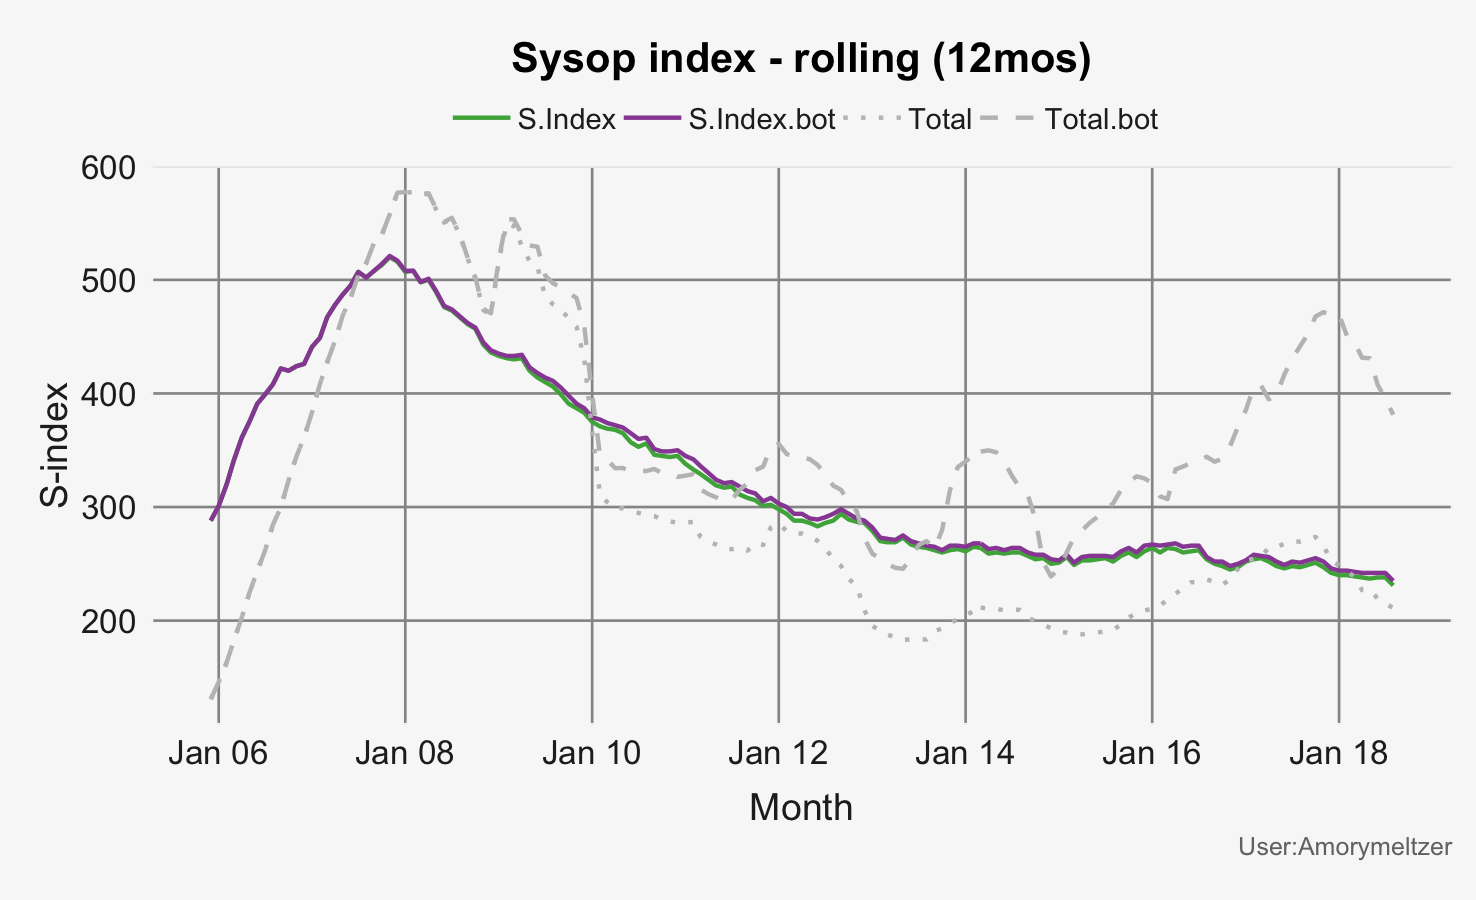 Sysop index - rolling (12mos)
S.Index S.Index.bot Total Total.bot
600
500
400
300
200
S-index
Jan 06 Jan 08 Jan 10 Jan 12 Jan 14 Jan 16 Jan 18
Month
User:Amorymeltzer